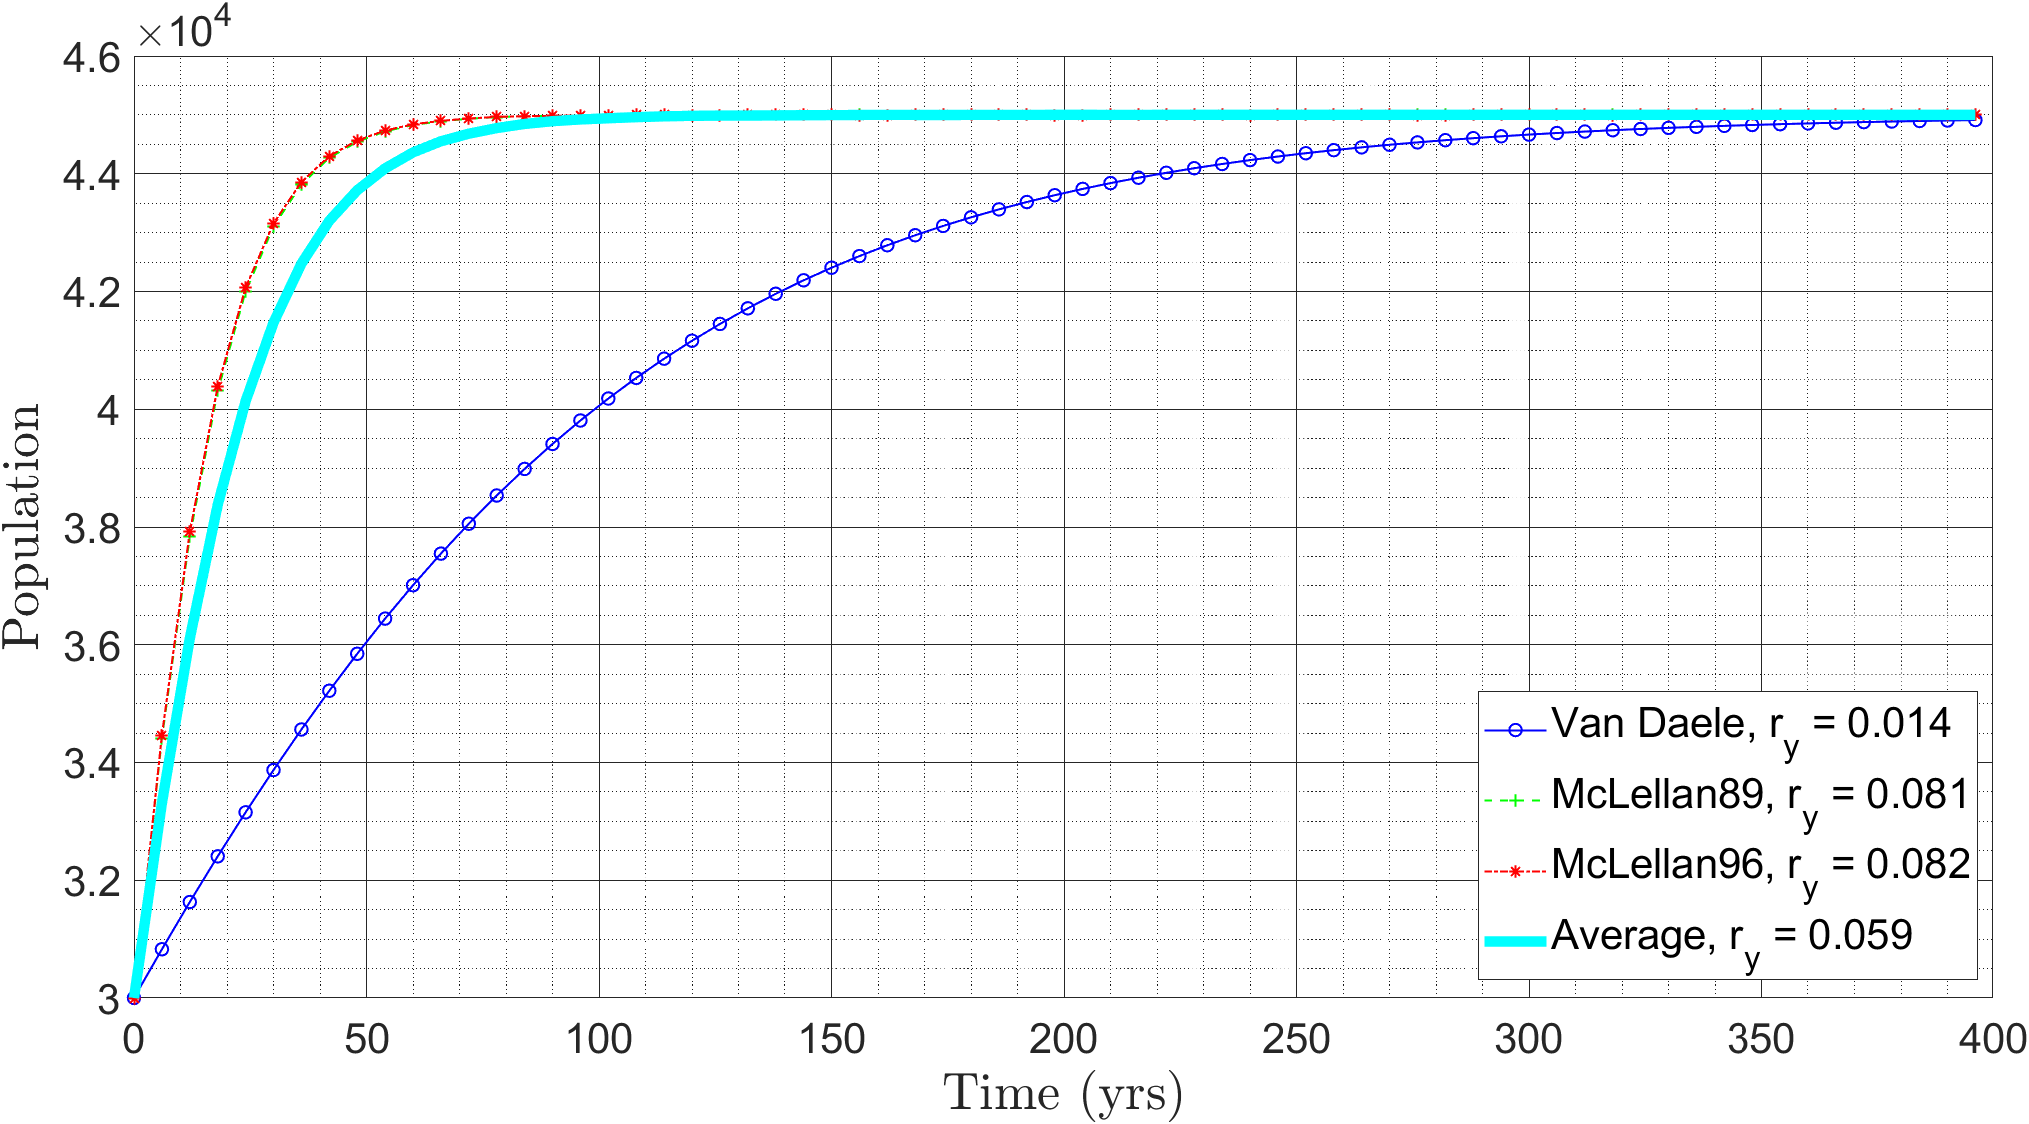 ×10⁴
4.6
4.4
4.2
4
3.8
3.6
3.4
3.2
3
0 50 100 150 200 250 300 350 400
Population
Time (yrs)
Van Daele, r_y = 0.014
McLellan89, r_y = 0.081
McLellan96, r_y = 0.082
Average, r_y = 0.059